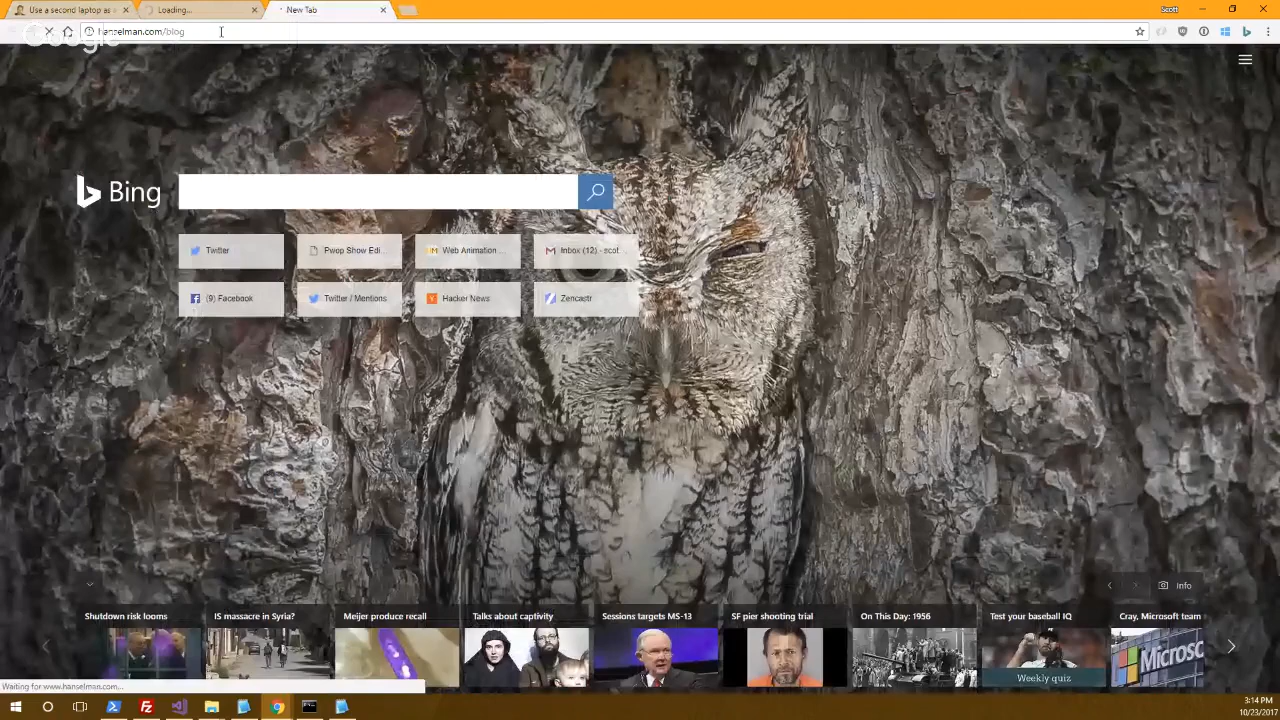 Use a second laptop as
Loading...
New Tab
Scott
hanselman.com/blog
Google
Bing
Twitter
Pwop Show Edi...
Web Animation ...
Inbox (12) - scot...
(9) Facebook
Twitter / Mentions
Hacker News
Zencastr
Info
Shutdown risk looms
IS massacre in Syria?
Meijer produce recall
Talks about captivity
Sessions targets MS-13
SF pier shooting trial
On This Day: 1956
Test your baseball IQ
Cray, Microsoft team
Microsc
Weekly quiz
Waiting for www.hanselman.com...
3:14 PM
10/23/2017